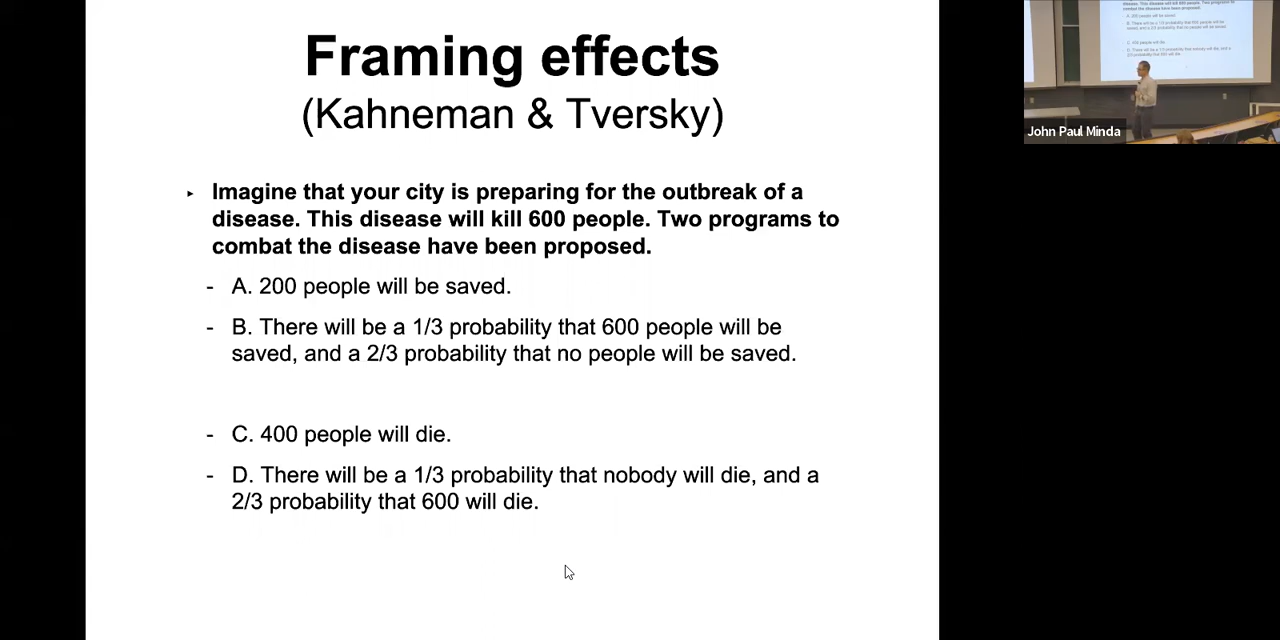 Framing effects
(Kahneman & Tversky)
▸ Imagine that your city is preparing for the outbreak of a
disease. This disease will kill 600 people. Two programs to
combat the disease have been proposed.
- A. 200 people will be saved.
- B. There will be a 1/3 probability that 600 people will be
saved, and a 2/3 probability that no people will be saved.
- C. 400 people will die.
- D. There will be a 1/3 probability that nobody will die, and a
2/3 probability that 600 will die.
John Paul Minda